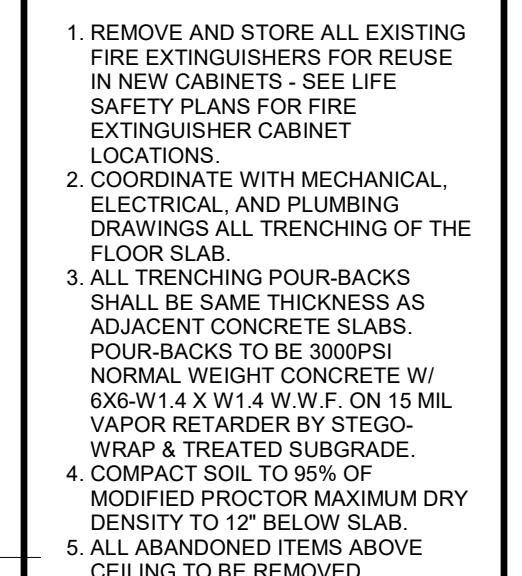 1. REMOVE AND STORE ALL EXISTING
FIRE EXTINGUISHERS FOR REUSE
IN NEW CABINETS - SEE LIFE
SAFETY PLANS FOR FIRE
EXTINGUISHER CABINET
LOCATIONS.
2. COORDINATE WITH MECHANICAL,
ELECTRICAL, AND PLUMBING
DRAWINGS ALL TRENCHING OF THE
FLOOR SLAB.
3. ALL TRENCHING POUR-BACKS
SHALL BE SAME THICKNESS AS
ADJACENT CONCRETE SLABS.
POUR-BACKS TO BE 3000PSI
NORMAL WEIGHT CONCRETE W/
6X6-W1.4 X W1.4 W.W.F. ON 15 MIL
VAPOR RETARDER BY STEGO-
WRAP & TREATED SUBGRADE.
4. COMPACT SOIL TO 95% OF
MODIFIED PROCTOR MAXIMUM DRY
DENSITY TO 12" BELOW SLAB.
5. ALL ABANDONED ITEMS ABOVE
CEILING TO BE REMOVED